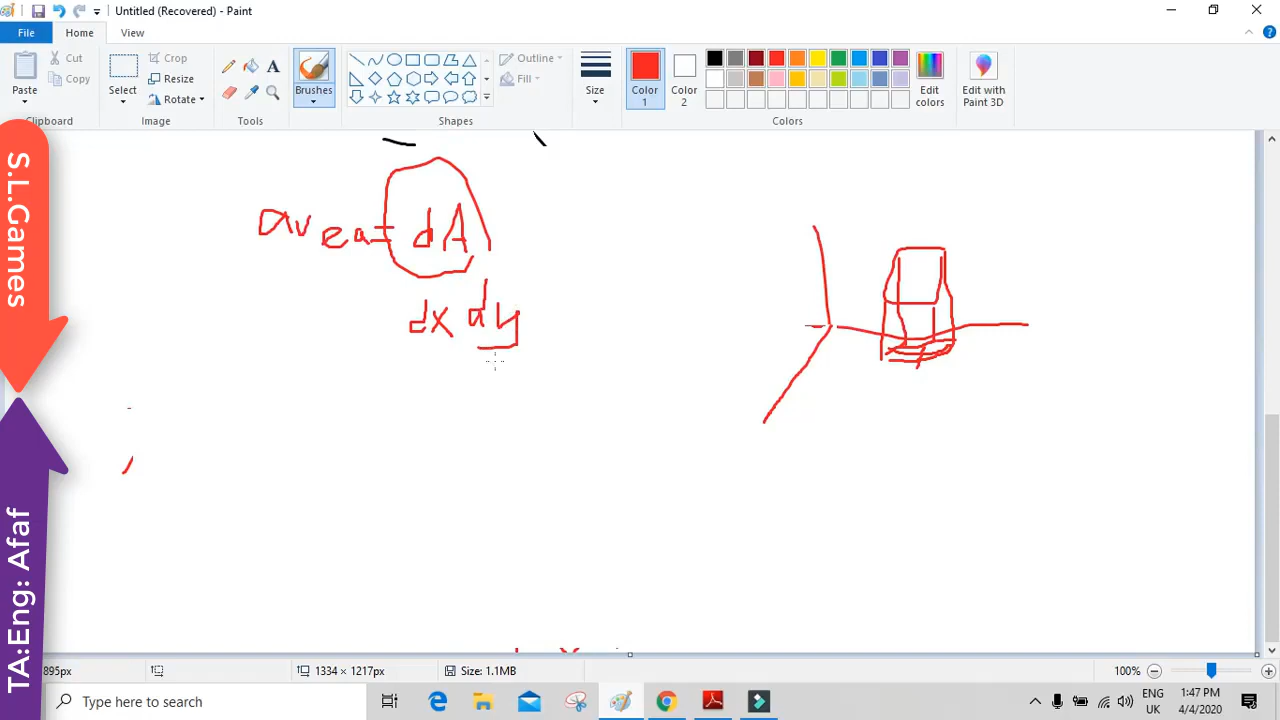 Untitled (Recovered) - Paint
File Home View
Paste
Cut
Copy
Clipboard
Select
Crop
Resize
Rotate
Image
Tools
Brushes
Shapes
Outline
Fill
Size
Color 1
Color 2
Edit colors
Edit with Paint 3D
Colors
S.L.Games
TA:Eng: Afaf
area= dA
dx dy
895px
1334 × 1217px
Size: 1.1MB
100%
Type here to search
ENG
UK
1:47 PM
4/4/2020